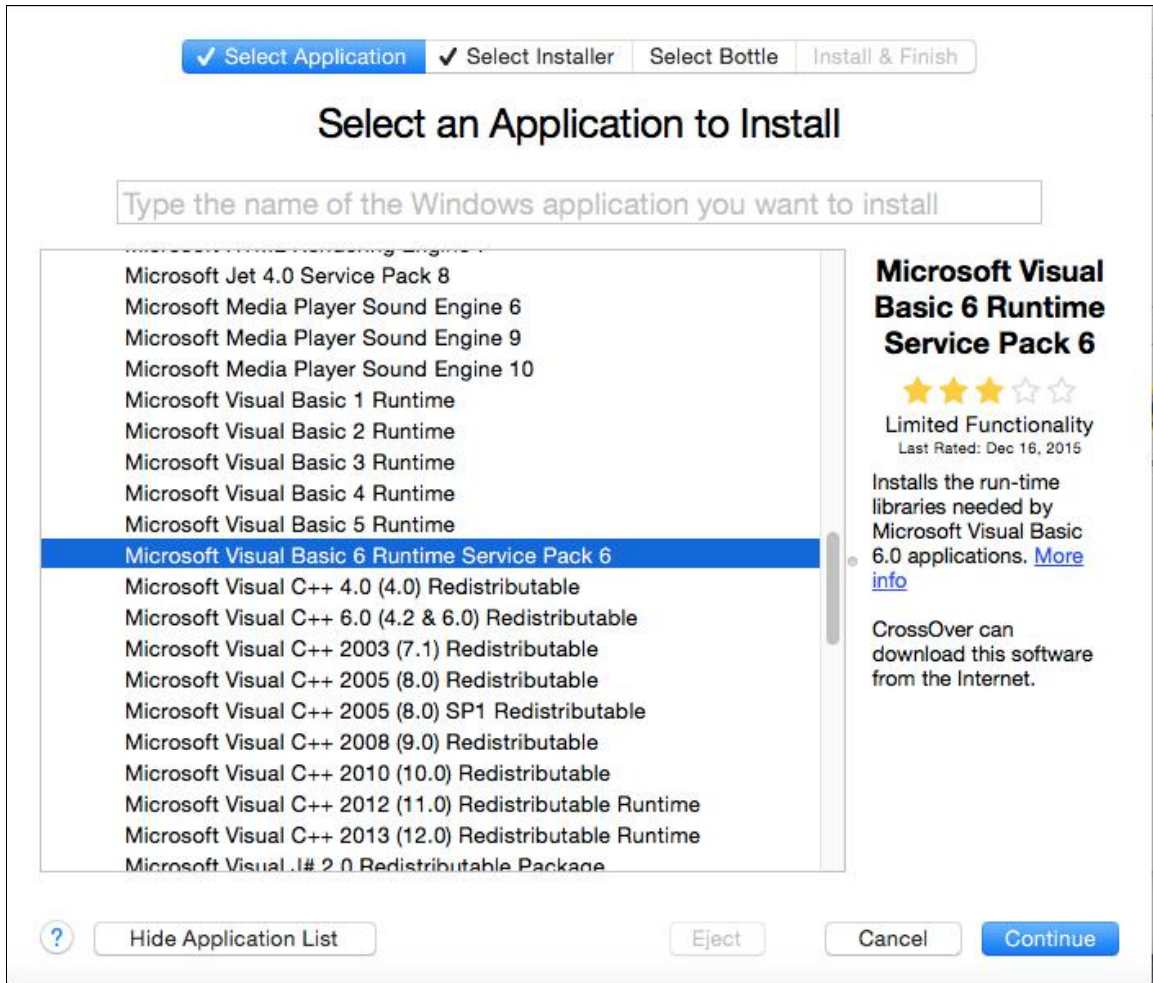 ✓ Select Application ✓ Select Installer Select Bottle Install & Finish
Select an Application to Install
Type the name of the Windows application you want to install
Microsoft Jet 4.0 Service Pack 8
Microsoft Media Player Sound Engine 6
Microsoft Media Player Sound Engine 9
Microsoft Media Player Sound Engine 10
Microsoft Visual Basic 1 Runtime
Microsoft Visual Basic 2 Runtime
Microsoft Visual Basic 3 Runtime
Microsoft Visual Basic 4 Runtime
Microsoft Visual Basic 5 Runtime
Microsoft Visual Basic 6 Runtime Service Pack 6
Microsoft Visual C++ 4.0 (4.0) Redistributable
Microsoft Visual C++ 6.0 (4.2 & 6.0) Redistributable
Microsoft Visual C++ 2003 (7.1) Redistributable
Microsoft Visual C++ 2005 (8.0) Redistributable
Microsoft Visual C++ 2005 (8.0) SP1 Redistributable
Microsoft Visual C++ 2008 (9.0) Redistributable
Microsoft Visual C++ 2010 (10.0) Redistributable
Microsoft Visual C++ 2012 (11.0) Redistributable Runtime
Microsoft Visual C++ 2013 (12.0) Redistributable Runtime
Microsoft Visual J# 2.0 Redistributable Package
Microsoft Visual
Basic 6 Runtime
Service Pack 6
Limited Functionality
Last Rated: Dec 16, 2015
Installs the run-time
libraries needed by
Microsoft Visual Basic
6.0 applications. More
info
CrossOver can
download this software
from the Internet.
? Hide Application List Eject Cancel Continue